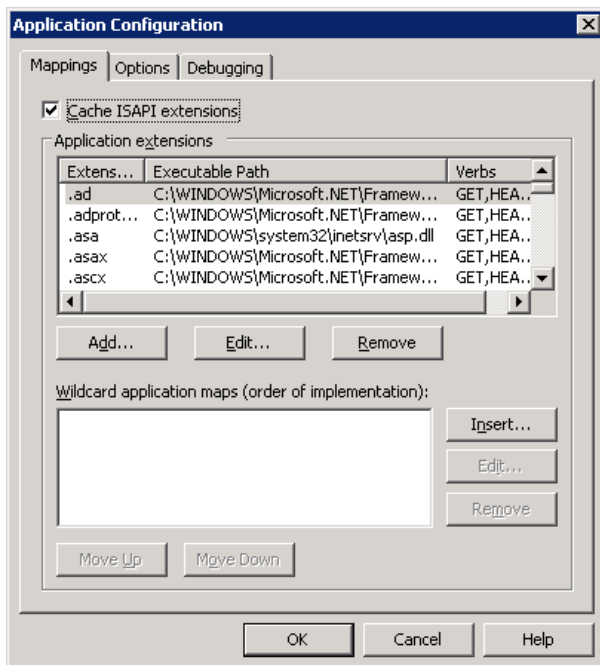 Application Configuration
Mappings Options Debugging
Cache ISAPI extensions
Application extensions
Extens... Executable Path Verbs
.ad C:\WINDOWS\Microsoft.NET\Framew... GET,HEA...
.adprot... C:\WINDOWS\Microsoft.NET\Framew... GET,HEA...
.asa C:\WINDOWS\system32\inetsrv\asp.dll GET,HEA...
.asax C:\WINDOWS\Microsoft.NET\Framew... GET,HEA...
.ascx C:\WINDOWS\Microsoft.NET\Framew... GET,HEA...
Add... Edit... Remove
Wildcard application maps (order of implementation):
Insert...
Edit...
Remove
Move Up Move Down
OK Cancel Help